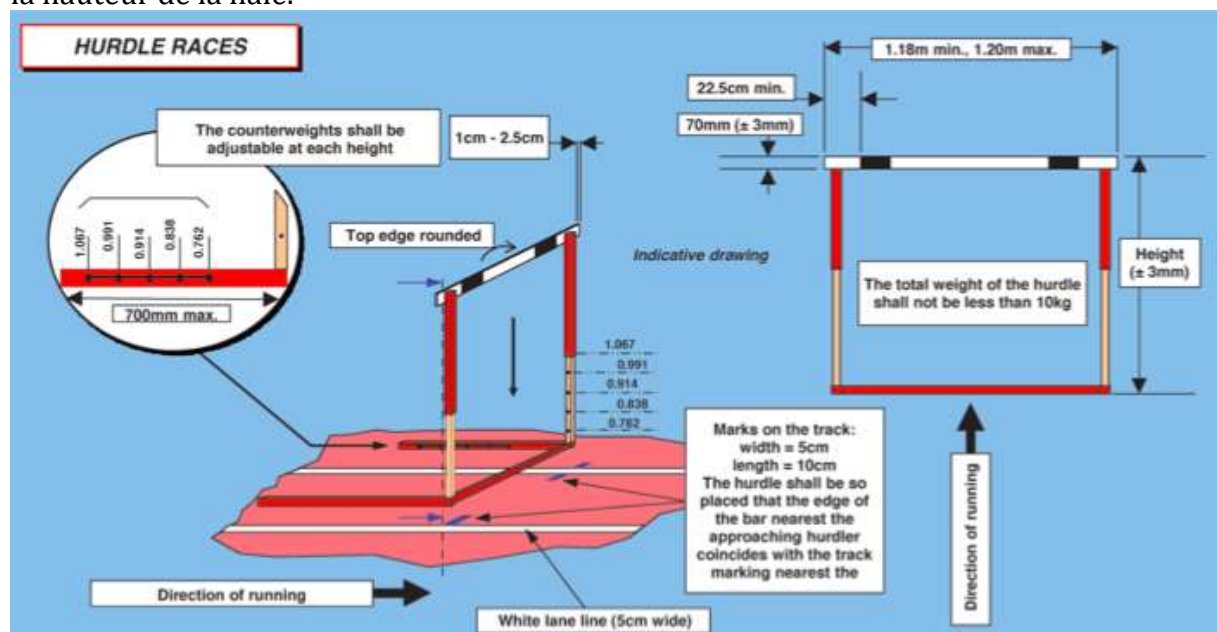 la hauteur de la haie.
HURDLE RACES
The counterweights shall be
adjustable at each height
1.067
0.991
0.914
0.838
0.762
700mm max.
1cm - 2.5cm
Top edge rounded
Indicative drawing
1.067
0.991
0.914
0.838
0.762
1.18m min., 1.20m max.
22.5cm min.
70mm (± 3mm)
Height
(± 3mm)
The total weight of the hurdle
shall not be less than 10kg
Marks on the track:
width = 5cm
length = 10cm
The hurdle shall be so
placed that the edge of
the bar nearest the
approaching hurdler
coincides with the track
marking nearest the
Direction of running
Direction of running
White lane line (5cm wide)